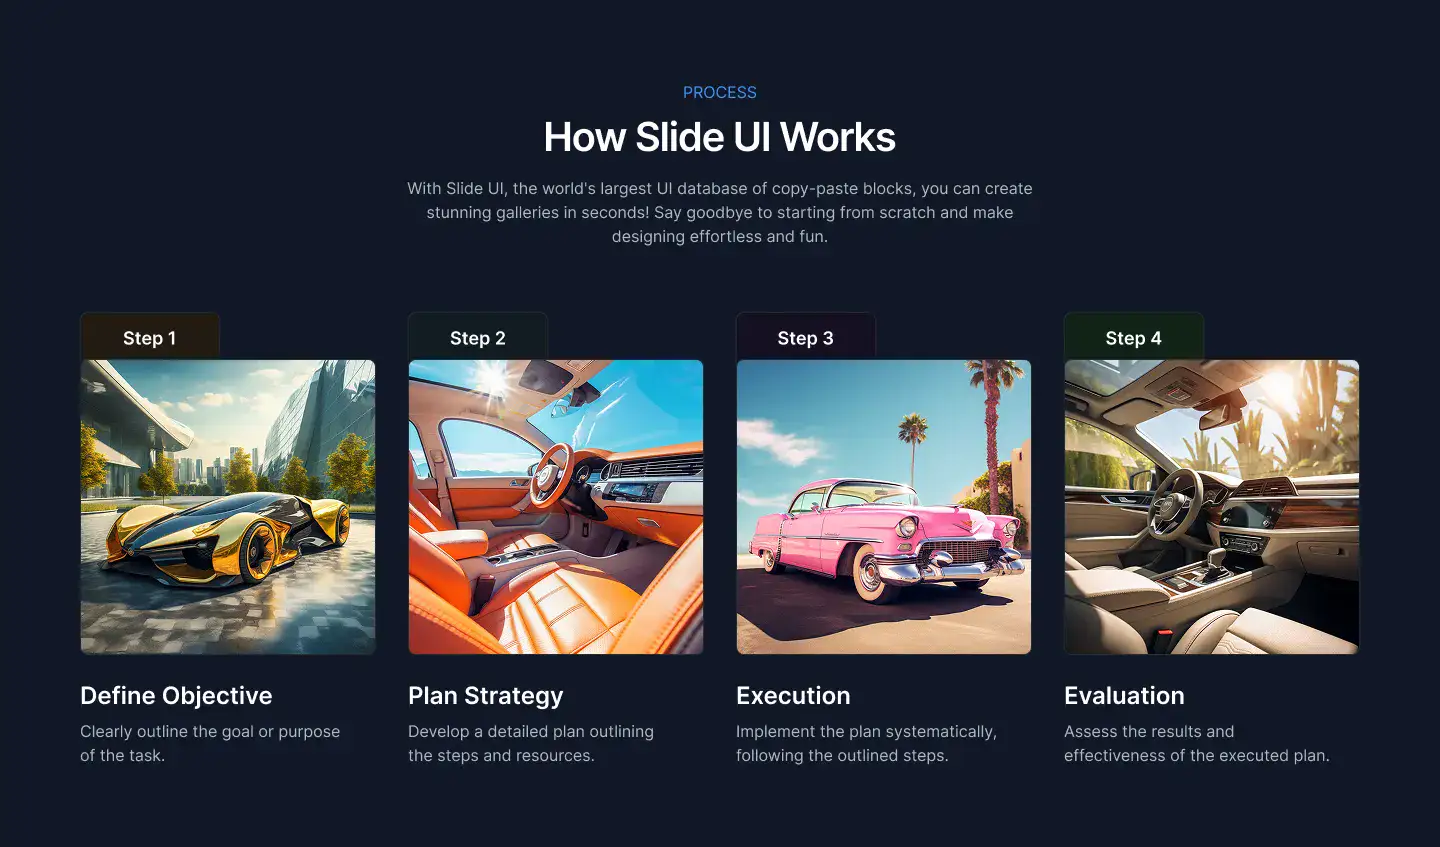 PROCESS
How Slide UI Works
With Slide UI, the world's largest UI database of copy-paste blocks, you can create
stunning galleries in seconds! Say goodbye to starting from scratch and make
designing effortless and fun.
Step 1
Step 2
Step 3
Step 4
Define Objective
Clearly outline the goal or purpose
of the task.
Plan Strategy
Develop a detailed plan outlining
the steps and resources.
Execution
Implement the plan systematically,
following the outlined steps.
Evaluation
Assess the results and
effectiveness of the executed plan.